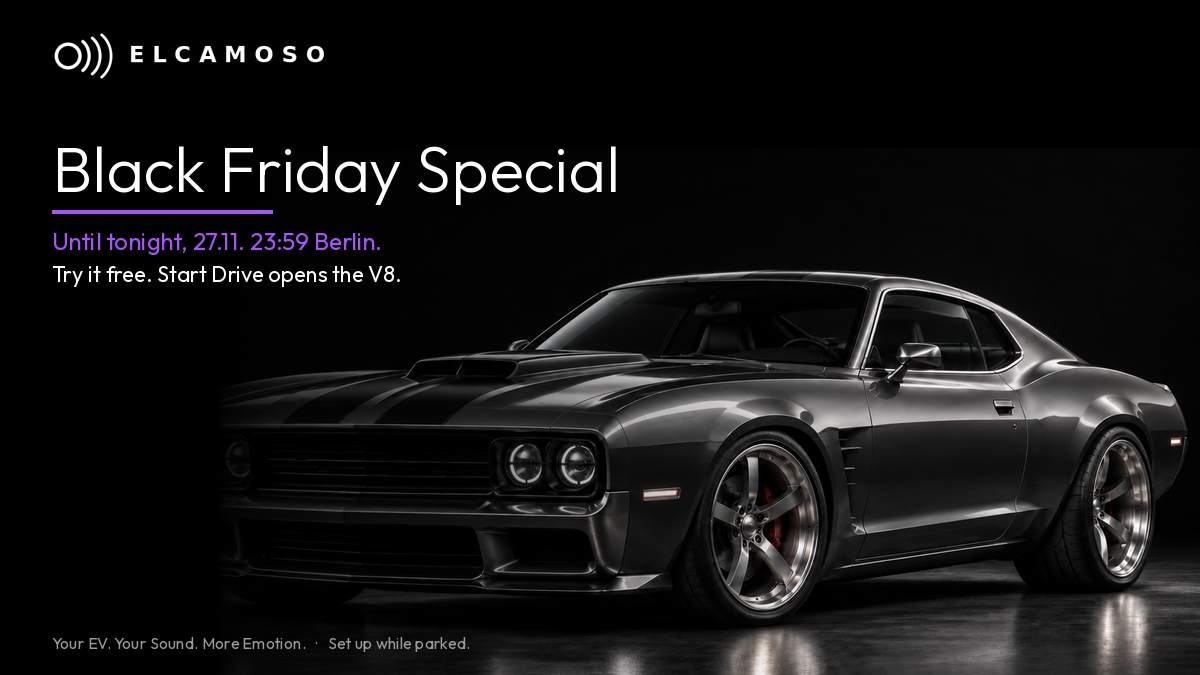 ELCAMOSO
Black Friday Special
Until tonight, 27.11. 23:59 Berlin.
Try it free. Start Drive opens the V8.
Your EV. Your Sound. More Emotion. · Set up while parked.